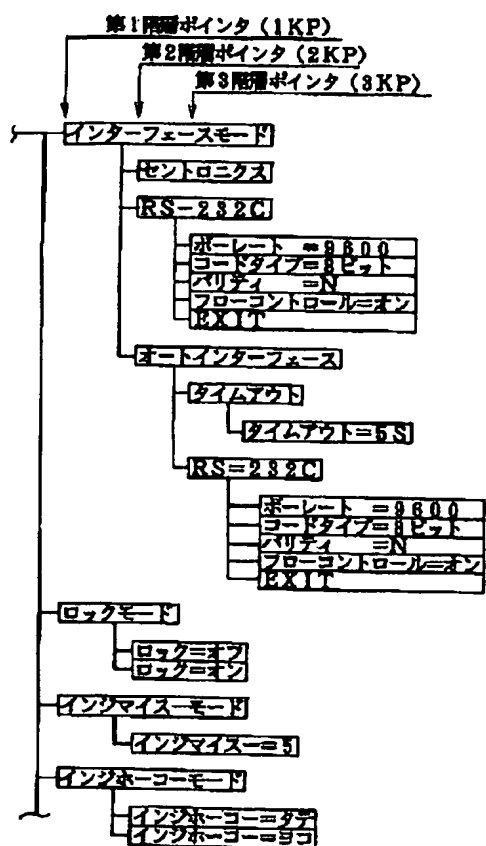 第1階層ポインタ（1KP）
第2階層ポインタ（2KP）
第3階層ポインタ（3KP）
インターフェースモード
セントロニクス
RS-232C
ボーレート　＝9600
コードタイプ＝8ビット
パリティ　　＝N
フローコントロール＝オン
EXIT
オートインターフェース
タイムアウト
タイムアウト＝5S
RS＝232C
ボーレート　＝9600
コードタイプ＝8ビット
パリティ　　＝N
フローコントロール＝オン
EXIT
ロックモード
ロック＝オフ
ロック＝オン
インジマイスーモード
インジマイスー＝5
インジホーコーモード
インジホーコー＝タテ
インジホーコー＝ヨコ